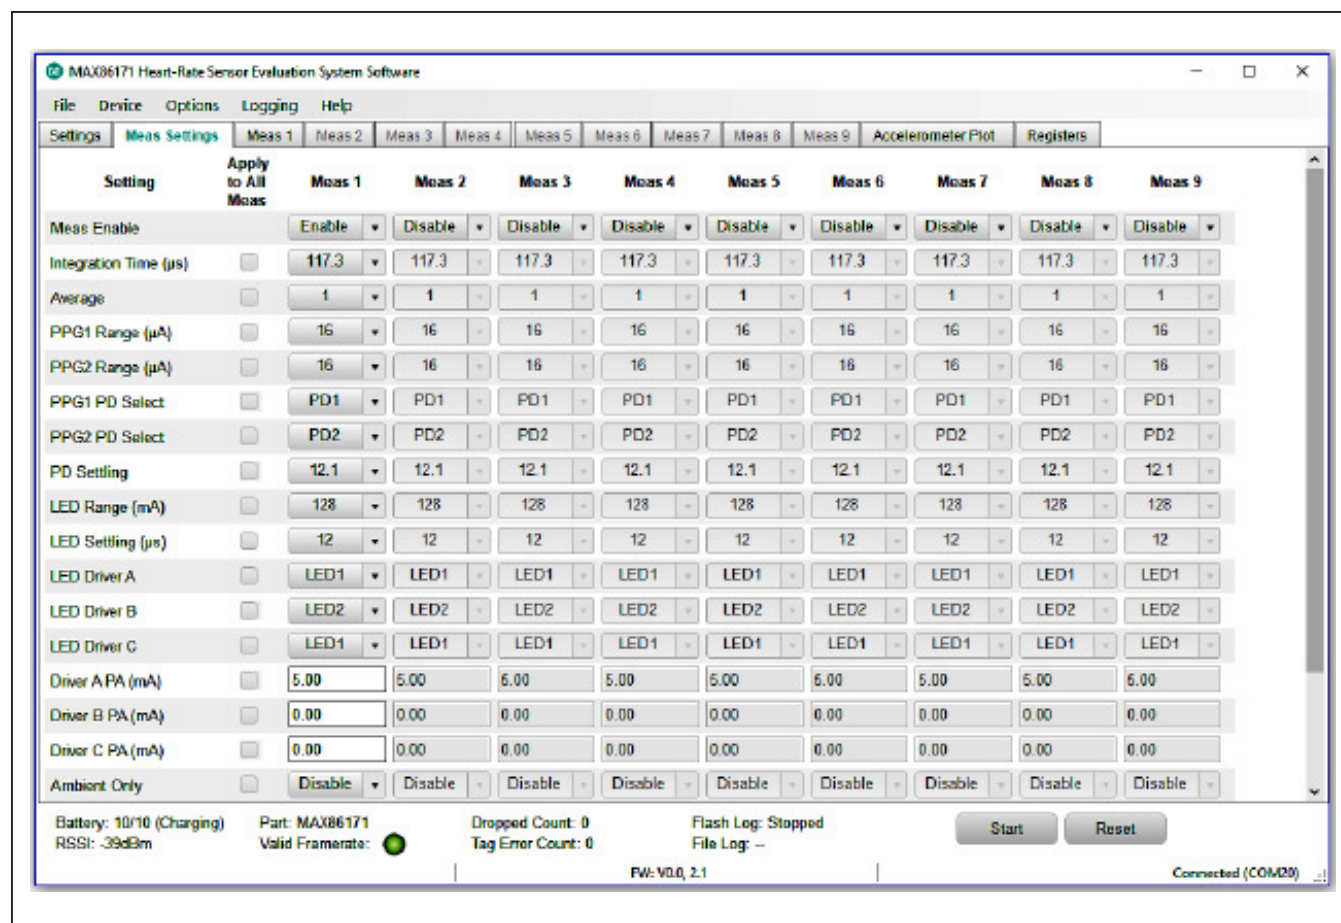 MAX86171 Heart-Rate Sensor Evaluation System Software
File Device Options Logging Help
Settings Meas Settings Meas 1 Meas 2 Meas 3 Meas 4 Meas 5 Meas 6 Meas 7 Meas 8 Meas 9 Accelerometer Plot Registers
Setting Apply to All Meas Meas 1 Meas 2 Meas 3 Meas 4 Meas 5 Meas 6 Meas 7 Meas 8 Meas 9
Meas Enable Enable Disable Disable Disable Disable Disable Disable Disable Disable
Integration Time (µs) 117.3 117.3 117.3 117.3 117.3 117.3 117.3 117.3 117.3
Average 1 1 1 1 1 1 1 1 1
PPG1 Range (µA) 16 16 16 16 16 16 16 16 16
PPG2 Range (µA) 16 16 16 16 16 16 16 16 16
PPG1 PD Select PD1 PD1 PD1 PD1 PD1 PD1 PD1 PD1 PD1
PPG2 PD Select PD2 PD2 PD2 PD2 PD2 PD2 PD2 PD2 PD2
PD Settling 12.1 12.1 12.1 12.1 12.1 12.1 12.1 12.1 12.1
LED Range (mA) 128 128 128 128 128 128 128 128 128
LED Settling (µs) 12 12 12 12 12 12 12 12 12
LED Driver A LED1 LED1 LED1 LED1 LED1 LED1 LED1 LED1 LED1
LED Driver B LED2 LED2 LED2 LED2 LED2 LED2 LED2 LED2 LED2
LED Driver C LED1 LED1 LED1 LED1 LED1 LED1 LED1 LED1 LED1
Driver A PA (mA) 5.00 5.00 5.00 5.00 5.00 5.00 5.00 5.00 5.00
Driver B PA (mA) 0.00 0.00 0.00 0.00 0.00 0.00 0.00 0.00 0.00
Driver C PA (mA) 0.00 0.00 0.00 0.00 0.00 0.00 0.00 0.00 0.00
Ambient Only Disable Disable Disable Disable Disable Disable Disable Disable Disable
Battery: 10/10 (Charging) Part: MAX86171 Dropped Count: 0 Flash Log: Stopped Start Reset
RSSI: -39dBm Valid Framerate: Tag Error Count: 0 File Log: --
FW: V0.0, 2.1 Connected (COM20)